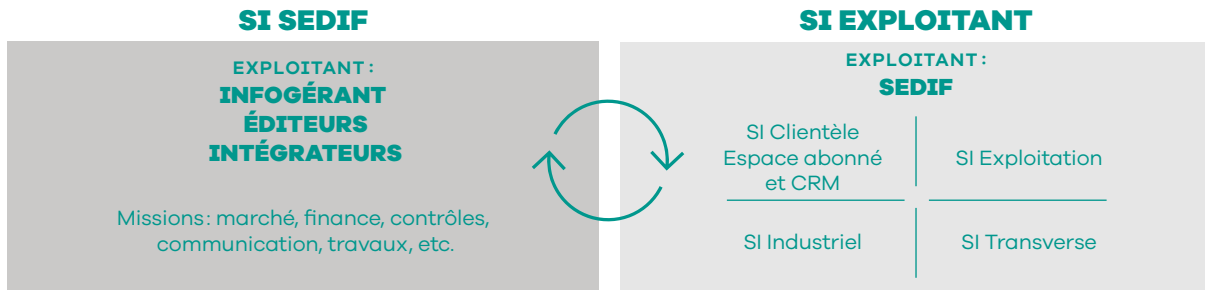 SI SEDIF
EXPLOITANT :
INFOGÉRANT
ÉDITEURS
INTÉGRATEURS
Missions : marché, finance, contrôles,
communication, travaux, etc.
SI EXPLOITANT
EXPLOITANT :
SEDIF
SI Clientèle
Espace abonné
et CRM
SI Exploitation
SI Industriel
SI Transverse